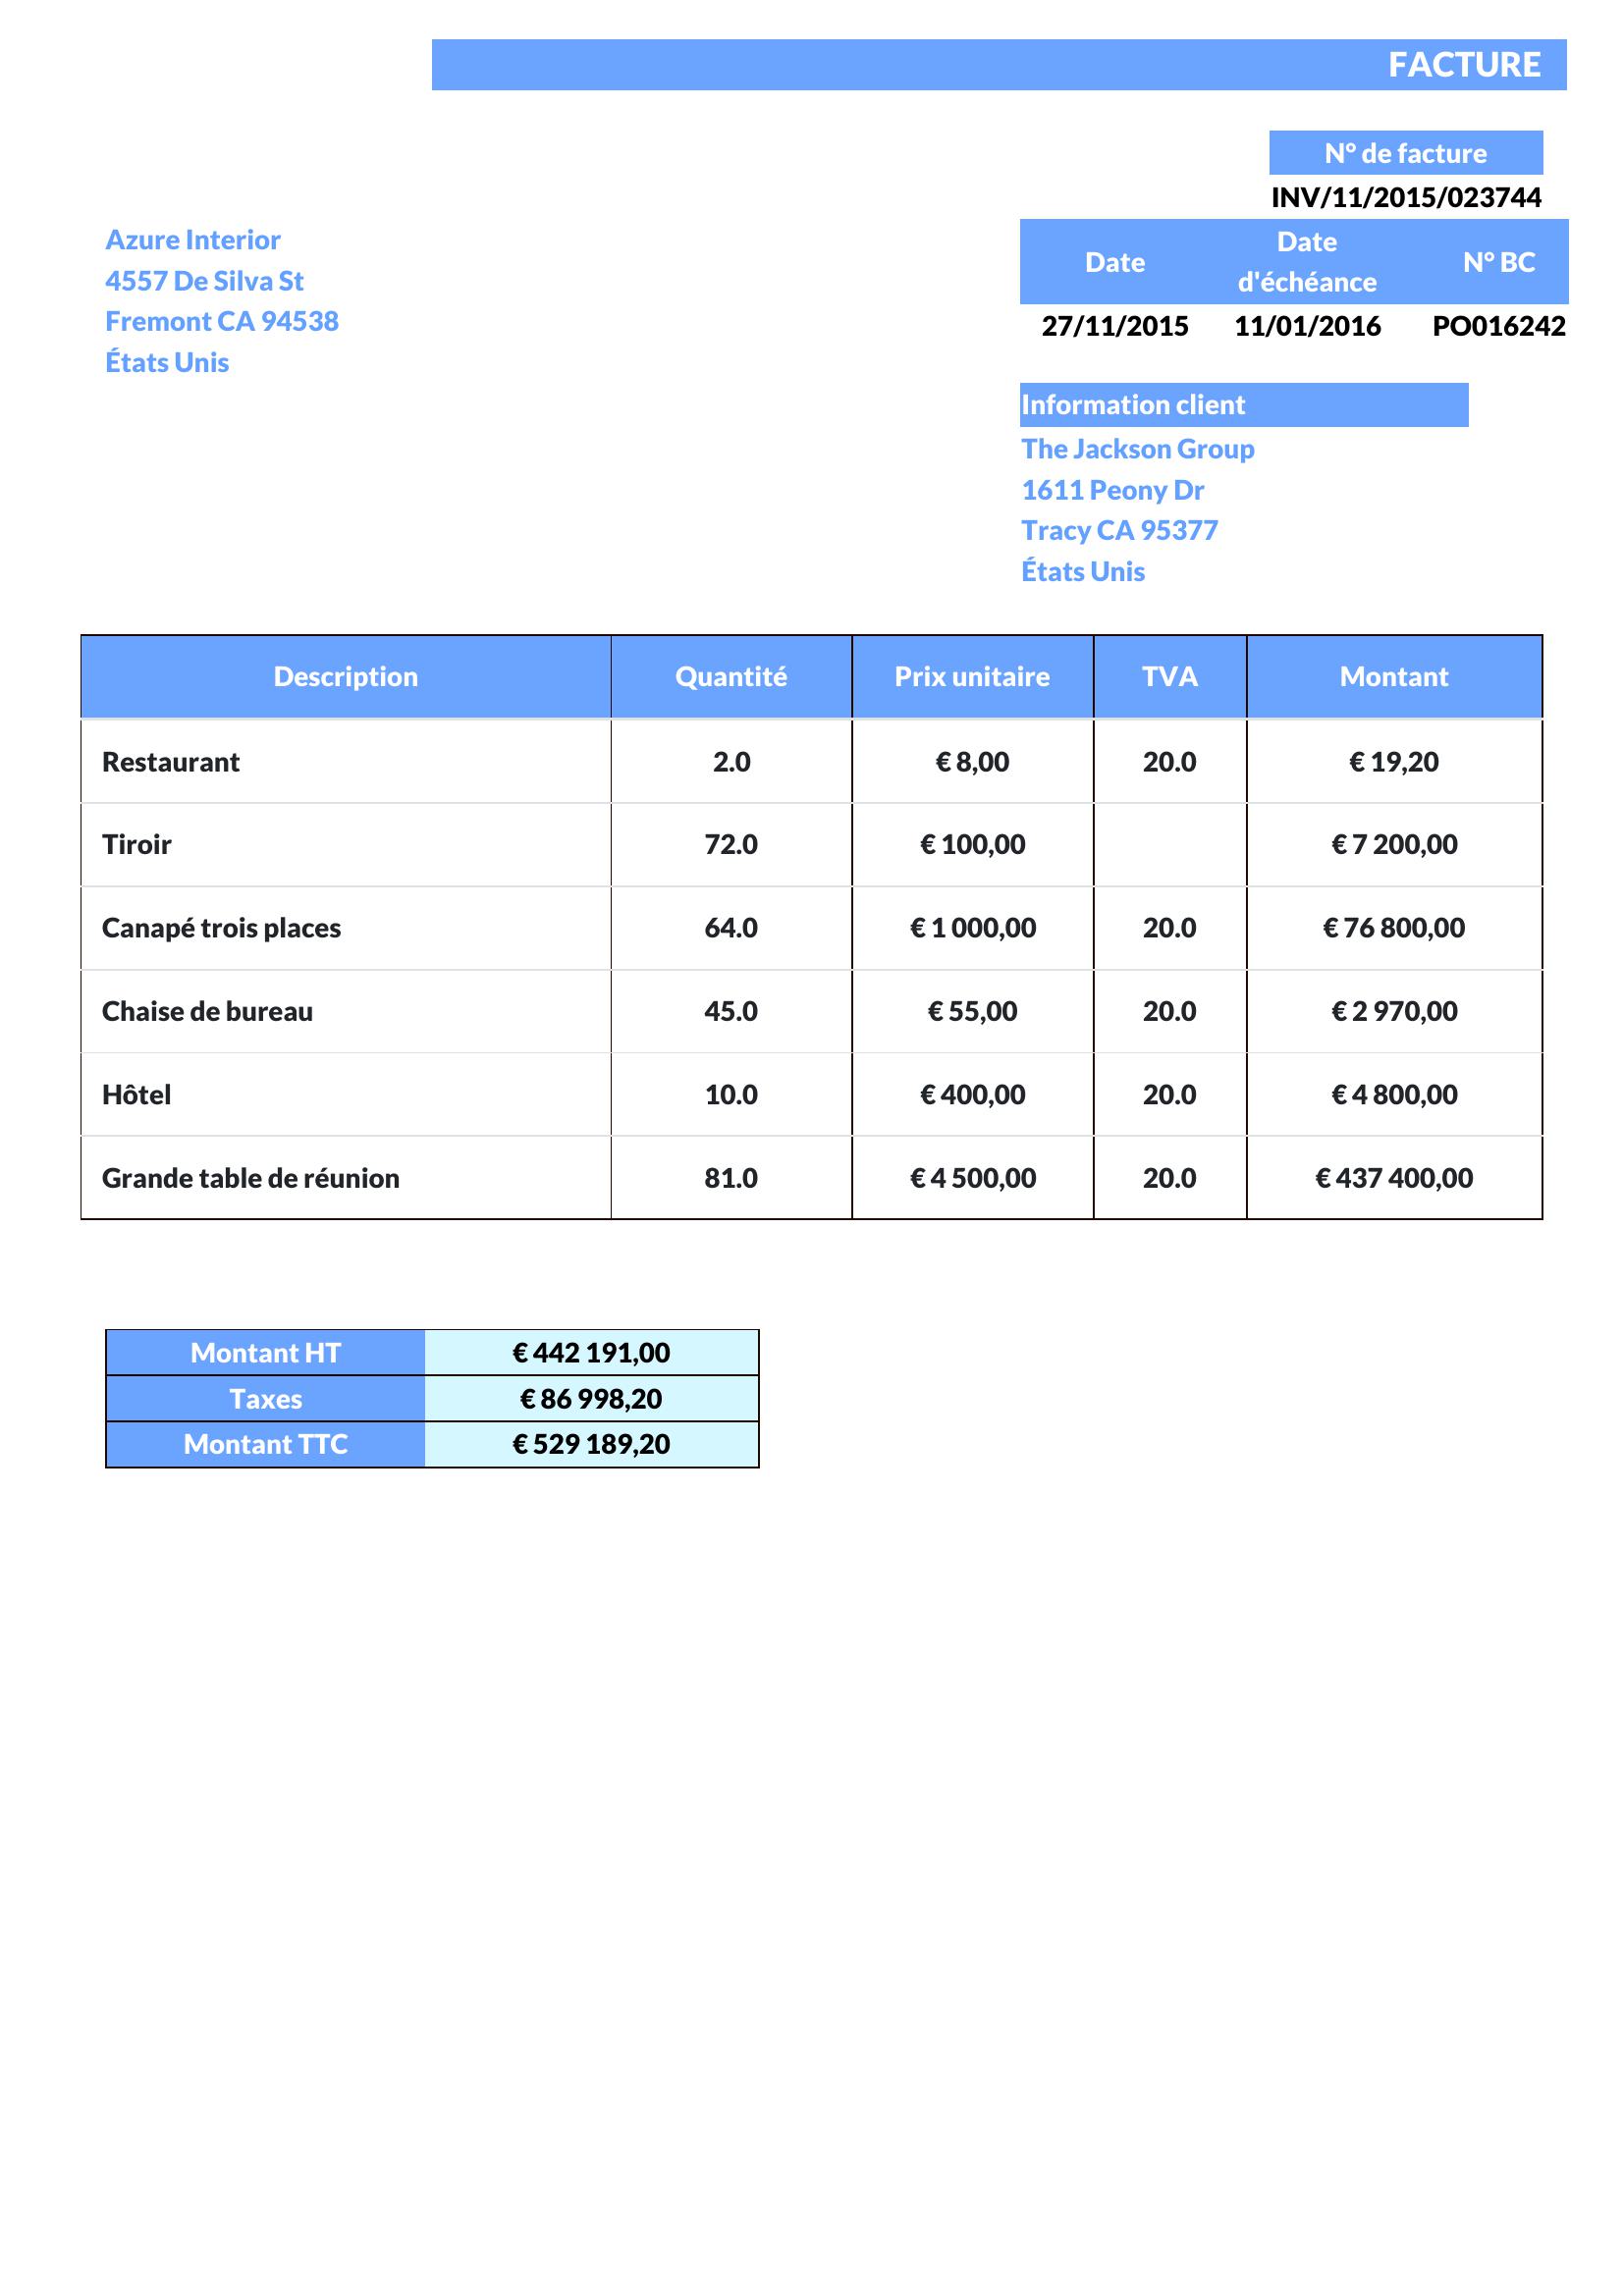 FACTURE
N° de facture
INV/11/2015/023744
Azure Interior
4557 De Silva St
Fremont CA 94538
États Unis
Date Date d'échéance N° BC
27/11/2015 11/01/2016 PO016242
Information client
The Jackson Group
1611 Peony Dr
Tracy CA 95377
États Unis
Description Quantité Prix unitaire TVA Montant
Restaurant 2.0 € 8,00 20.0 € 19,20
Tiroir 72.0 € 100,00 € 7 200,00
Canapé trois places 64.0 € 1 000,00 20.0 € 76 800,00
Chaise de bureau 45.0 € 55,00 20.0 € 2 970,00
Hôtel 10.0 € 400,00 20.0 € 4 800,00
Grande table de réunion 81.0 € 4 500,00 20.0 € 437 400,00
Montant HT € 442 191,00
Taxes € 86 998,20
Montant TTC € 529 189,20